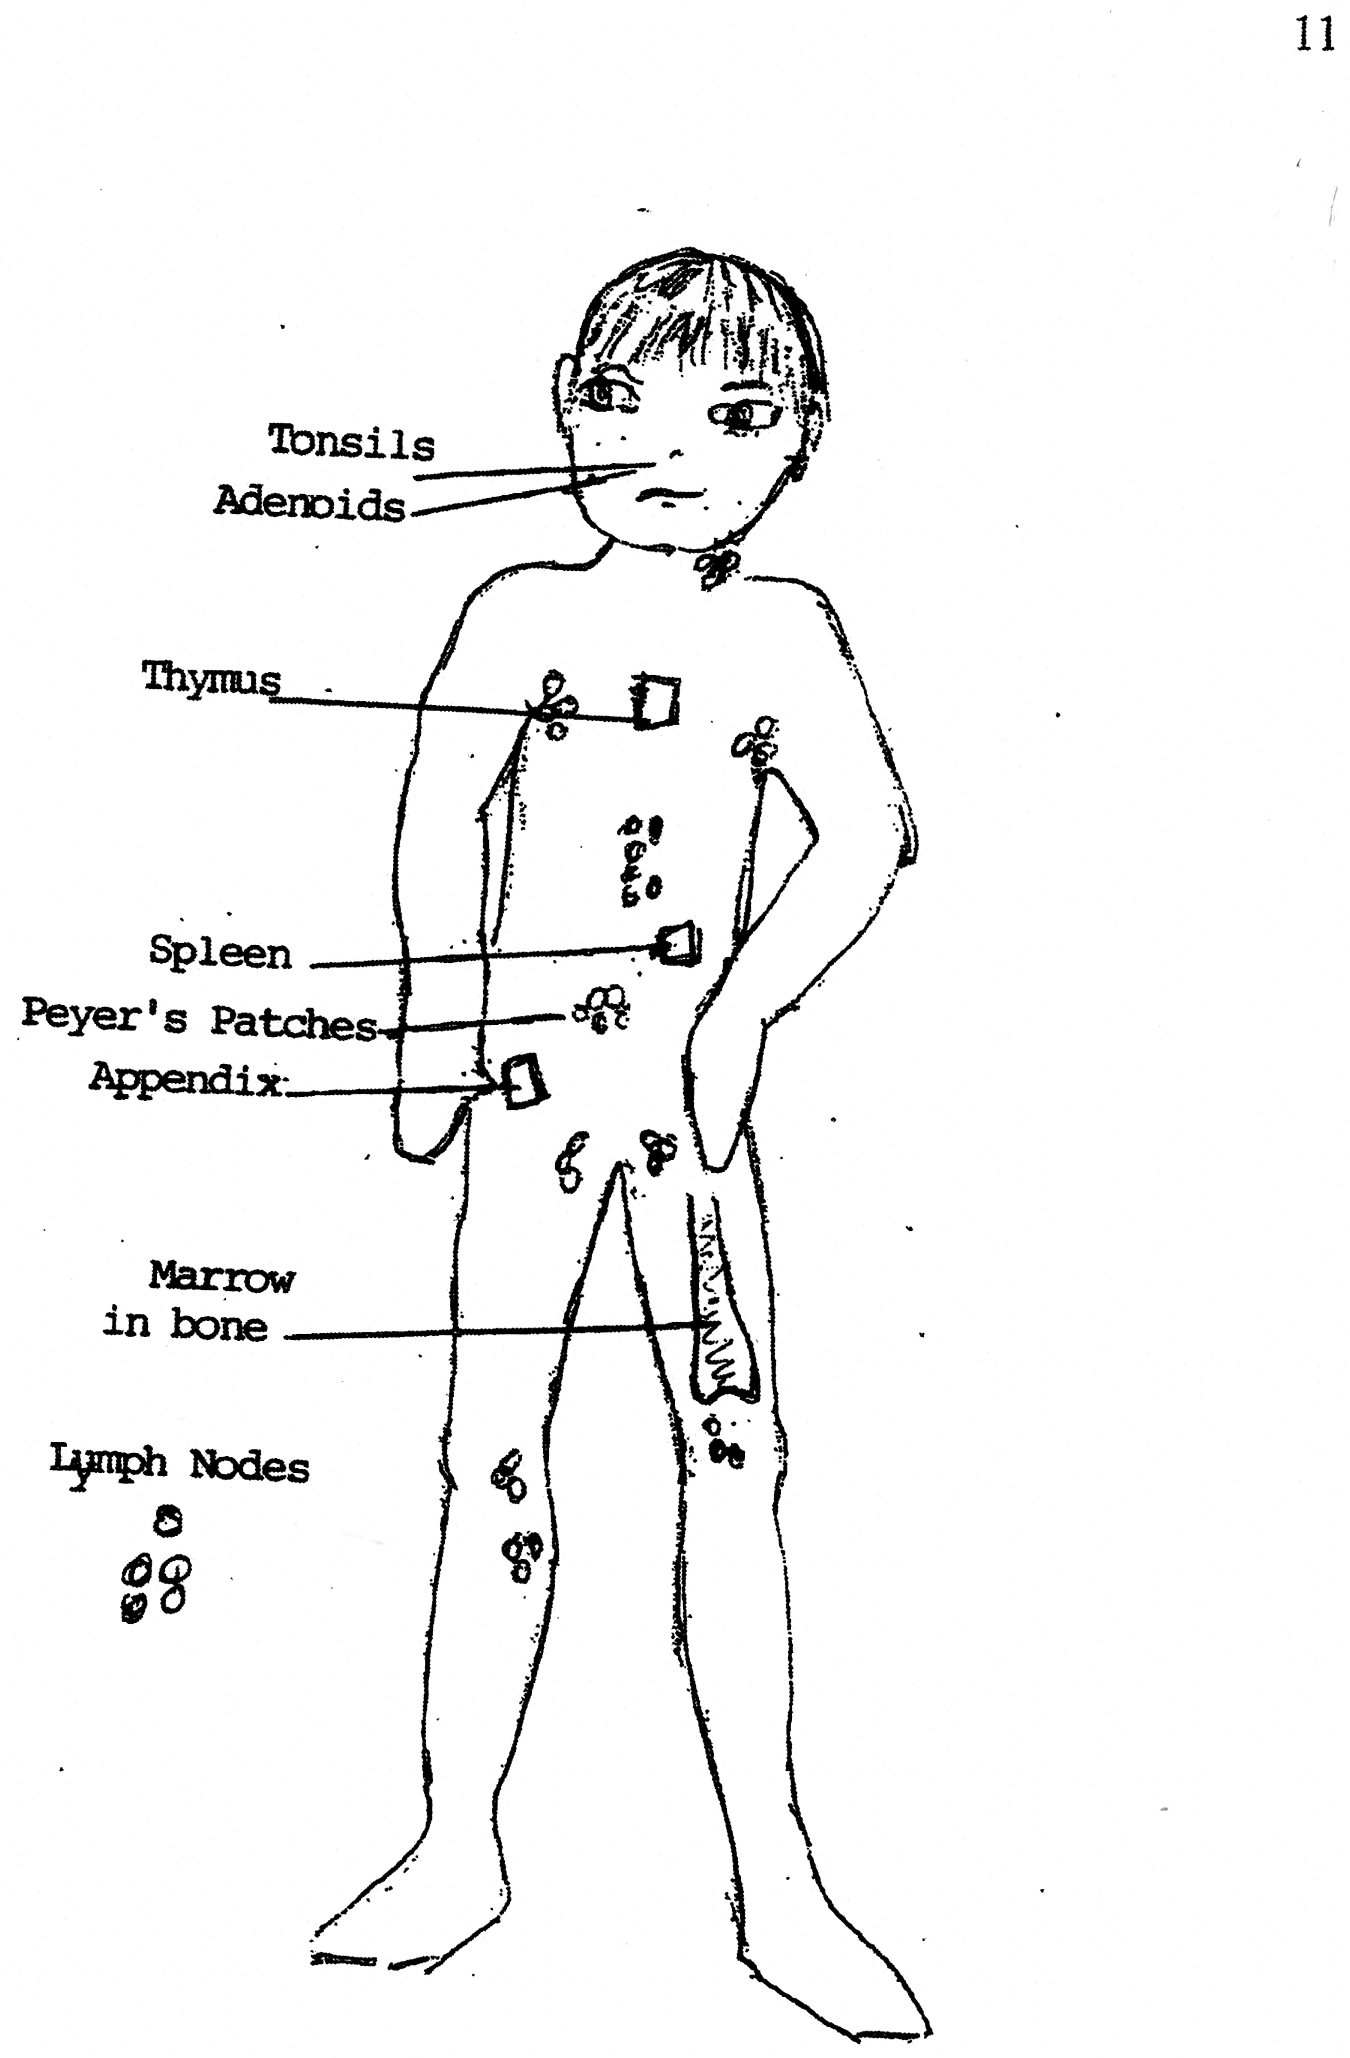 11
Tonsils
Adenoids
Thymus
Spleen
Peyer's Patches
Appendix
Marrow
in bone
Lymph Nodes